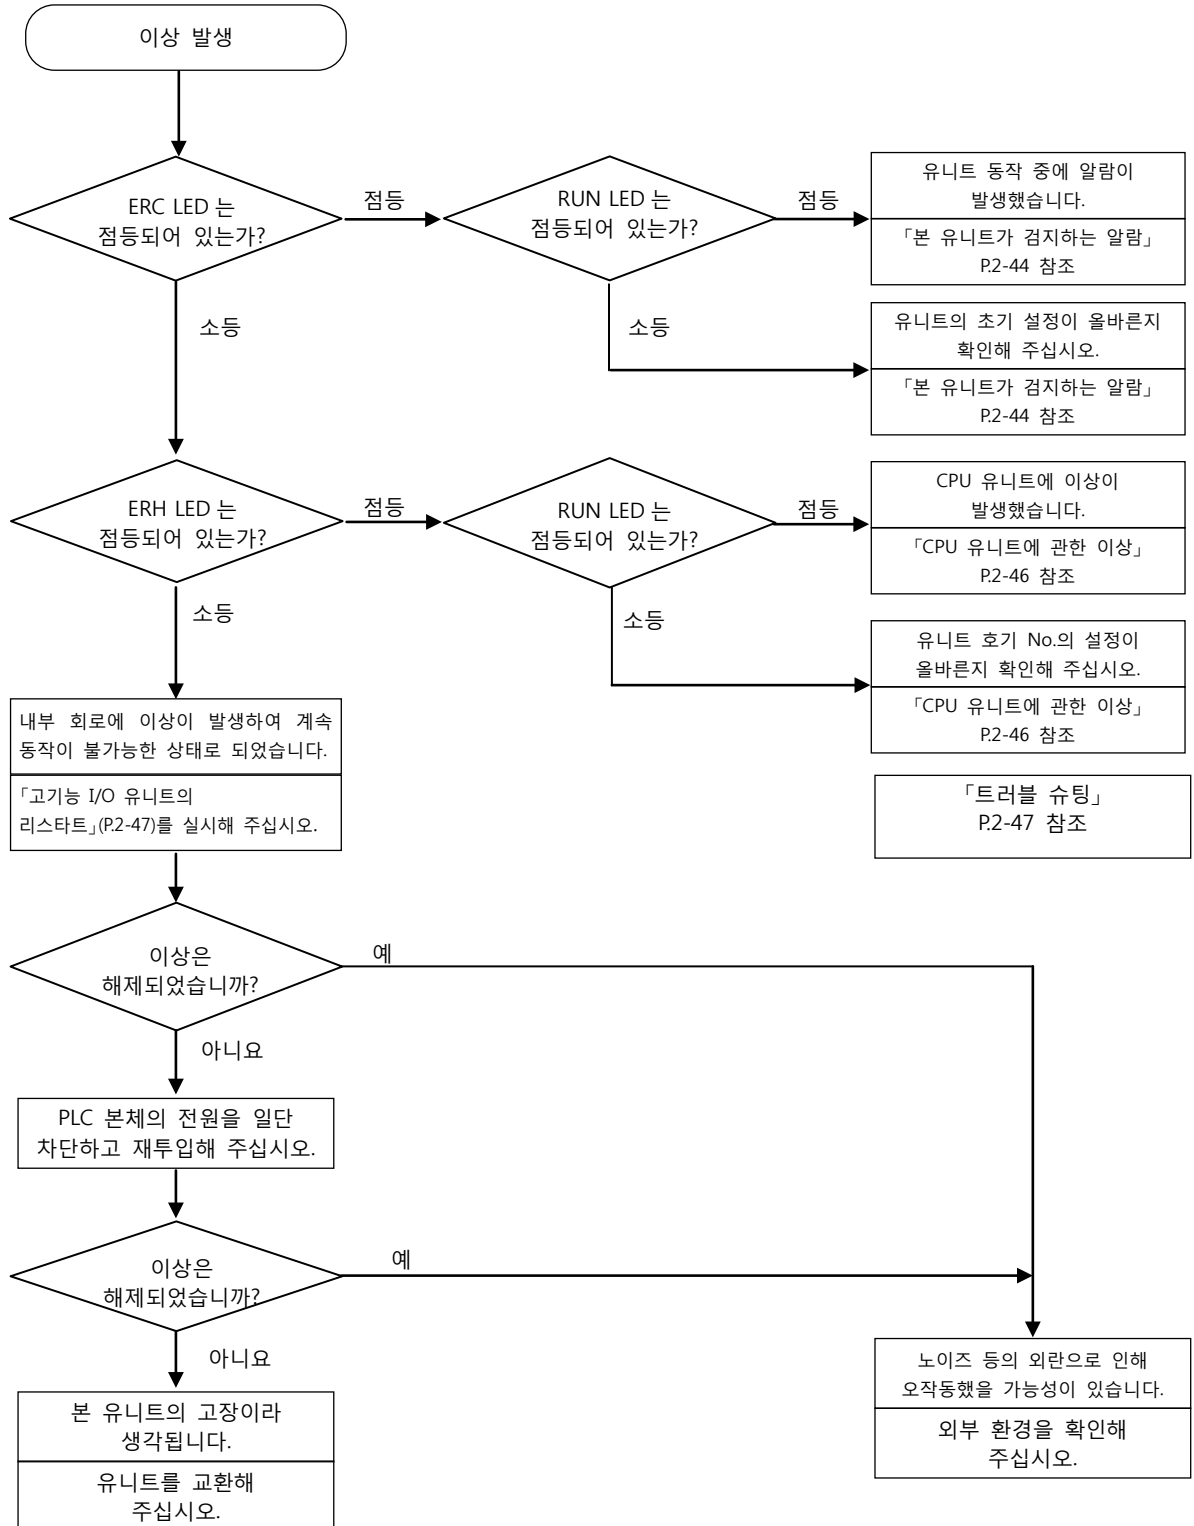 이상 발생
ERC LED 는
점등되어 있는가?
점등
RUN LED 는
점등되어 있는가?
점등
유니트 동작 중에 알람이
발생했습니다.
「본 유니트가 검지하는 알람」
P.2-44 참조
소등
소등
유니트의 초기 설정이 올바른지
확인해 주십시오.
「본 유니트가 검지하는 알람」
P.2-44 참조
ERH LED 는
점등되어 있는가?
점등
RUN LED 는
점등되어 있는가?
점등
CPU 유니트에 이상이
발생했습니다.
「CPU 유니트에 관한 이상」
P.2-46 참조
소등
소등
유니트 호기 No.의 설정이
올바른지 확인해 주십시오.
「CPU 유니트에 관한 이상」
P.2-46 참조
내부 회로에 이상이 발생하여 계속
동작이 불가능한 상태로 되었습니다.
「고기능 I/O 유니트의
리스타트」(P.2-47)를 실시해 주십시오.
「트러블 슈팅」
P.2-47 참조
이상은
해제되었습니까?
예
아니요
PLC 본체의 전원을 일단
차단하고 재투입해 주십시오.
이상은
해제되었습니까?
예
아니요
노이즈 등의 외란으로 인해
오작동했을 가능성이 있습니다.
외부 환경을 확인해
주십시오.
본 유니트의 고장이라
생각됩니다.
유니트를 교환해
주십시오.